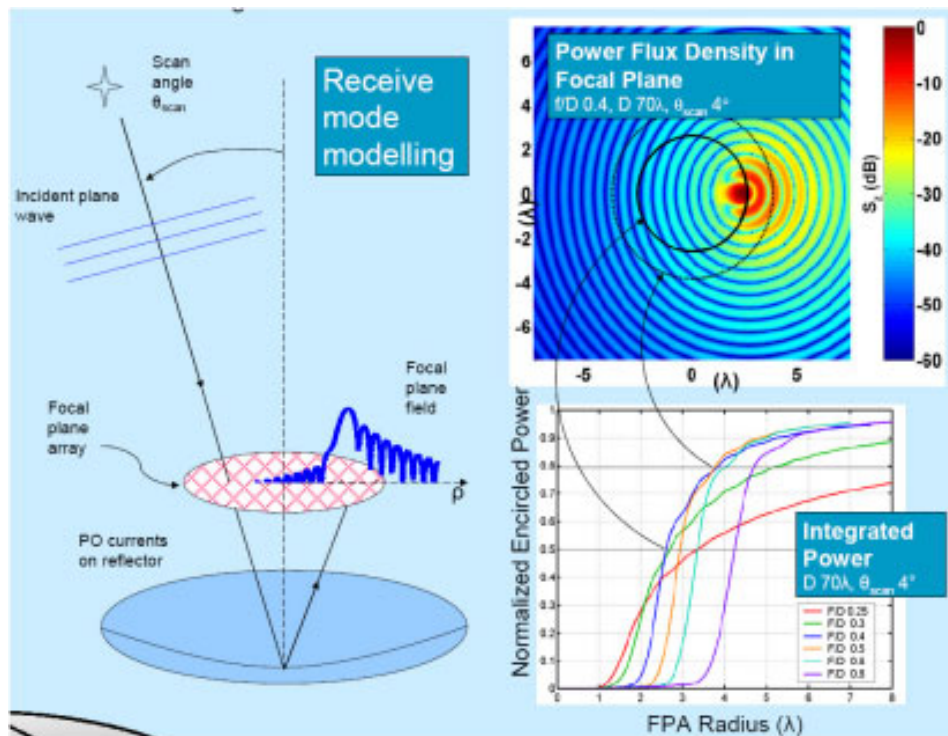 Scan
angle
θscan
Receive
mode
modelling
Incident plane
wave
Focal
plane
field
Focal
plane
array
ρ
PO currents
on reflector
Power Flux Density in
Focal Plane
f/D 0.4, D 70λ, θscan 4°
6
4
2
0
-2
-4
-6
(λ)
-5
0
5
(λ)
0
-10
-20
-30
-40
-50
-60
Sz (dB)
Normalized Encircled Power
1
0.9
0.8
0.7
0.6
0.5
0.4
0.3
0.2
0.1
0
0
1
2
3
4
5
6
7
8
FPA Radius (λ)
Integrated
Power
D 70λ, θscan 4°
F/D 0.25
F/D 0.3
F/D 0.4
F/D 0.5